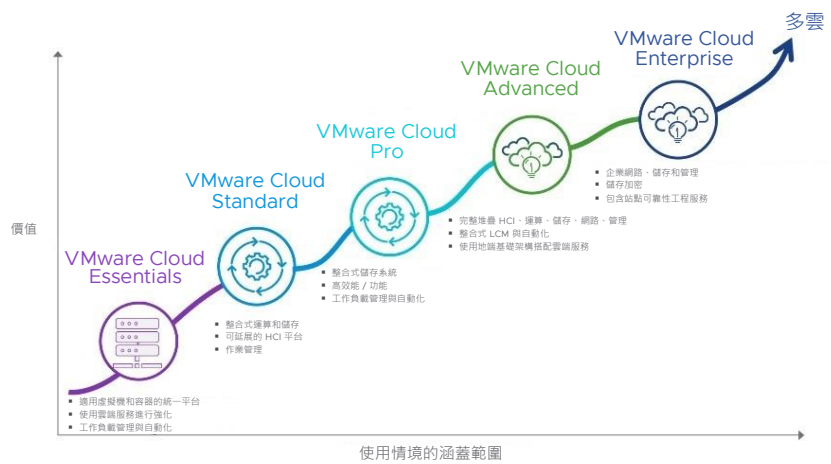 多雲
VMware Cloud
Enterprise
VMware Cloud
Advanced
VMware Cloud
Pro
VMware Cloud
Standard
VMware Cloud
Essentials
價值
▪ 企業網路、儲存和管理
▪ 儲存加密
▪ 包含站點可靠性工程服務
▪ 完整堆疊 HCI、運算、儲存、網路、管理
▪ 整合式 LCM 與自動化
▪ 使用地端基礎架構搭配雲端服務
▪ 整合式儲存系統
▪ 高效能 / 功能
▪ 工作負載管理與自動化
▪ 整合式運算和儲存
▪ 可延展的 HCI 平台
▪ 作業管理
▪ 適用虛擬機和容器的統一平台
▪ 使用雲端服務進行強化
▪ 工作負載管理與自動化
使用情境的涵蓋範圍